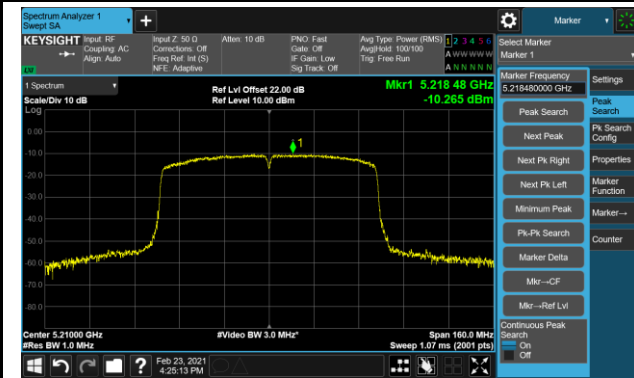 Spectrum Analyzer 1
Swept SA
+
Marker
KEYSIGHT
Input: RF
Coupling: AC
Align: Auto
Input Z: 50 Ω
Corrections: Off
Freq Ref: Int (S)
NFE: Adaptive
Atten: 10 dB
PNO: Fast
Gate: Off
IF Gain: Low
Sig Track: Off
Avg Type: Power (RMS)
Avg|Hold: 100/100
Trig: Free Run
1 2 3 4 5 6
A W W W W W
A N N N N N
Select Marker
Marker 1
1 Spectrum
Scale/Div 10 dB
Log
Ref Lvl Offset 22.00 dB
Ref Level 10.00 dBm
Mkr1 5.218 48 GHz
-10.265 dBm
1
0.00
-10.0
-20.0
-30.0
-40.0
-50.0
-60.0
-70.0
-80.0
Center 5.21000 GHz
#Res BW 1.0 MHz
#Video BW 3.0 MHz*
Span 160.0 MHz
Sweep 1.07 ms (2001 pts)
Marker Frequency
5.218480000 GHz
Peak Search
Next Peak
Next Pk Right
Next Pk Left
Minimum Peak
Pk-Pk Search
Marker Delta
Mkr→CF
Mkr→Ref Lvl
Continuous Peak
Search
On
Off
Settings
Peak
Search
Pk Search
Config
Properties
Marker
Function
Marker→
Counter
?
Feb 23, 2021
4:25:13 PM